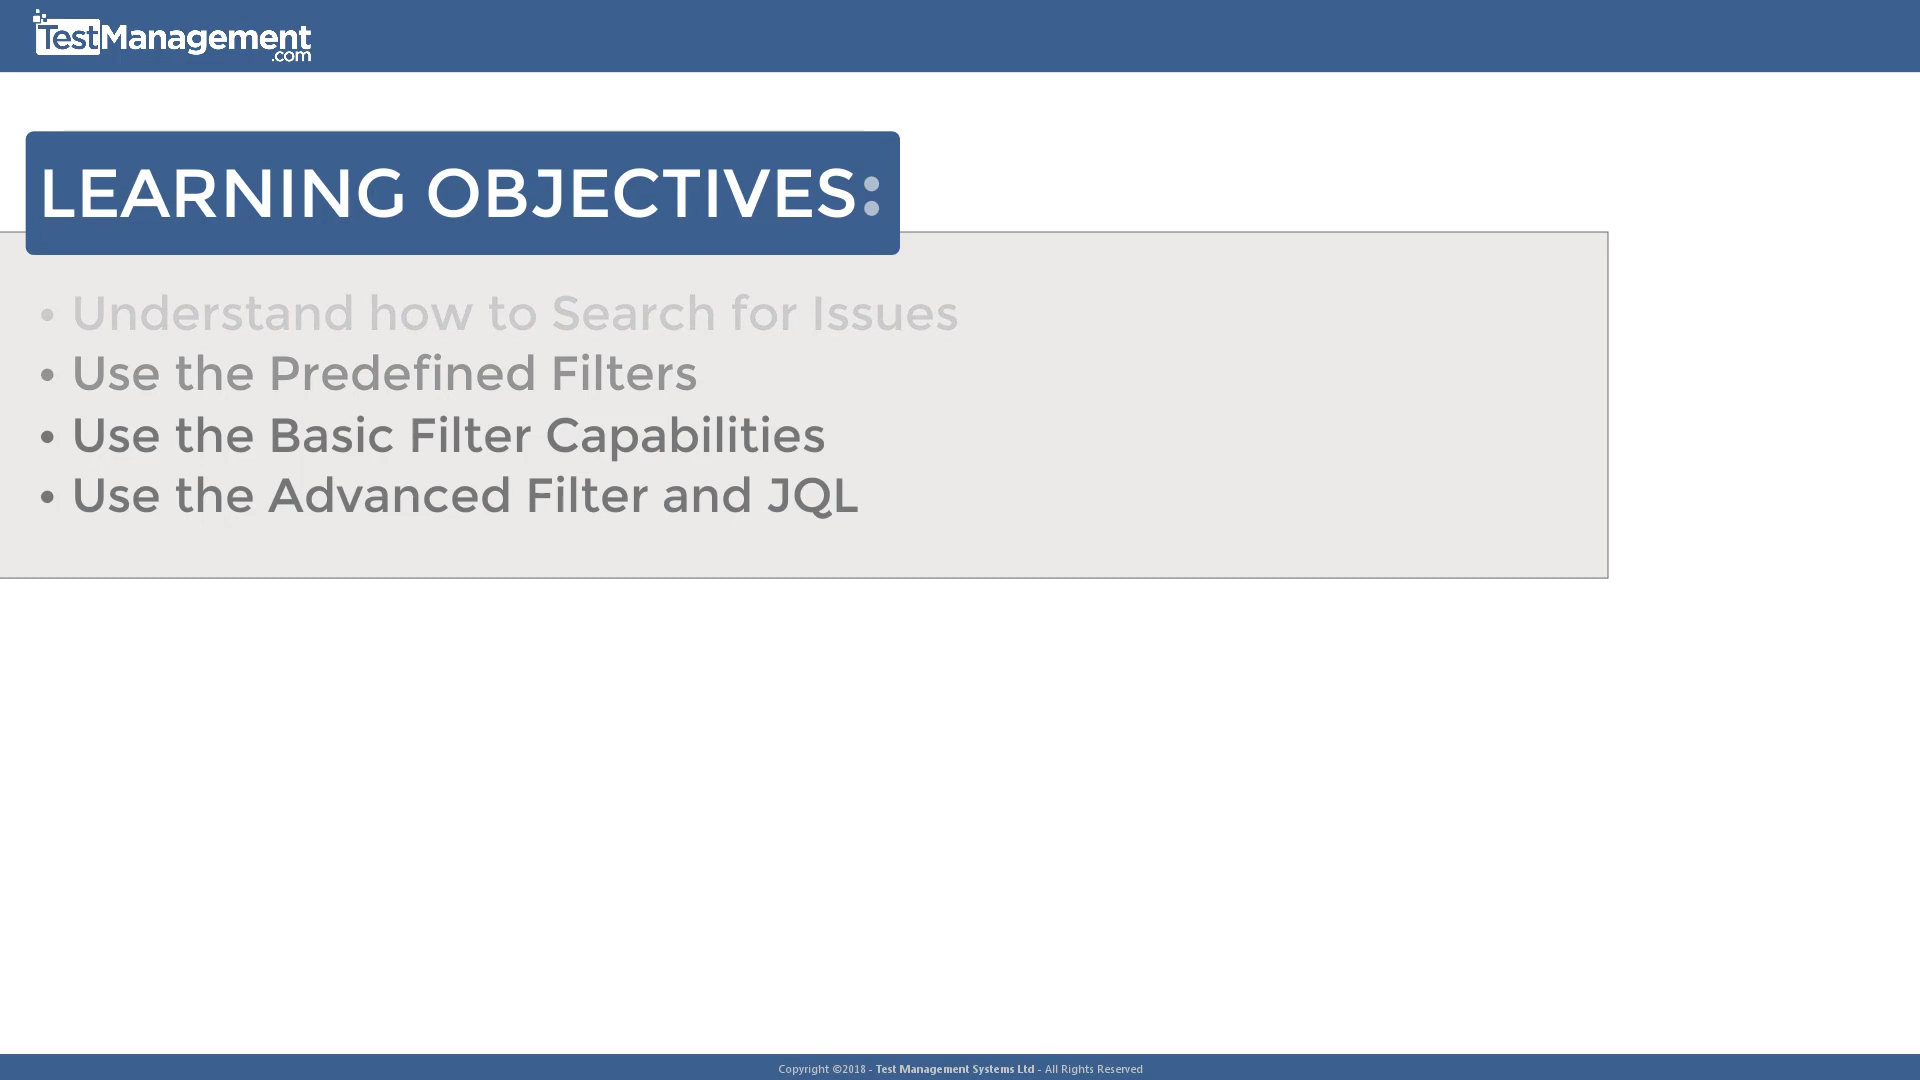 TestManagement
.com
LEARNING OBJECTIVES:
• Understand how to Search for Issues
• Use the Predefined Filters
• Use the Basic Filter Capabilities
• Use the Advanced Filter and JQL
Copyright ©2018 - Test Management Systems Ltd - All Rights Reserved